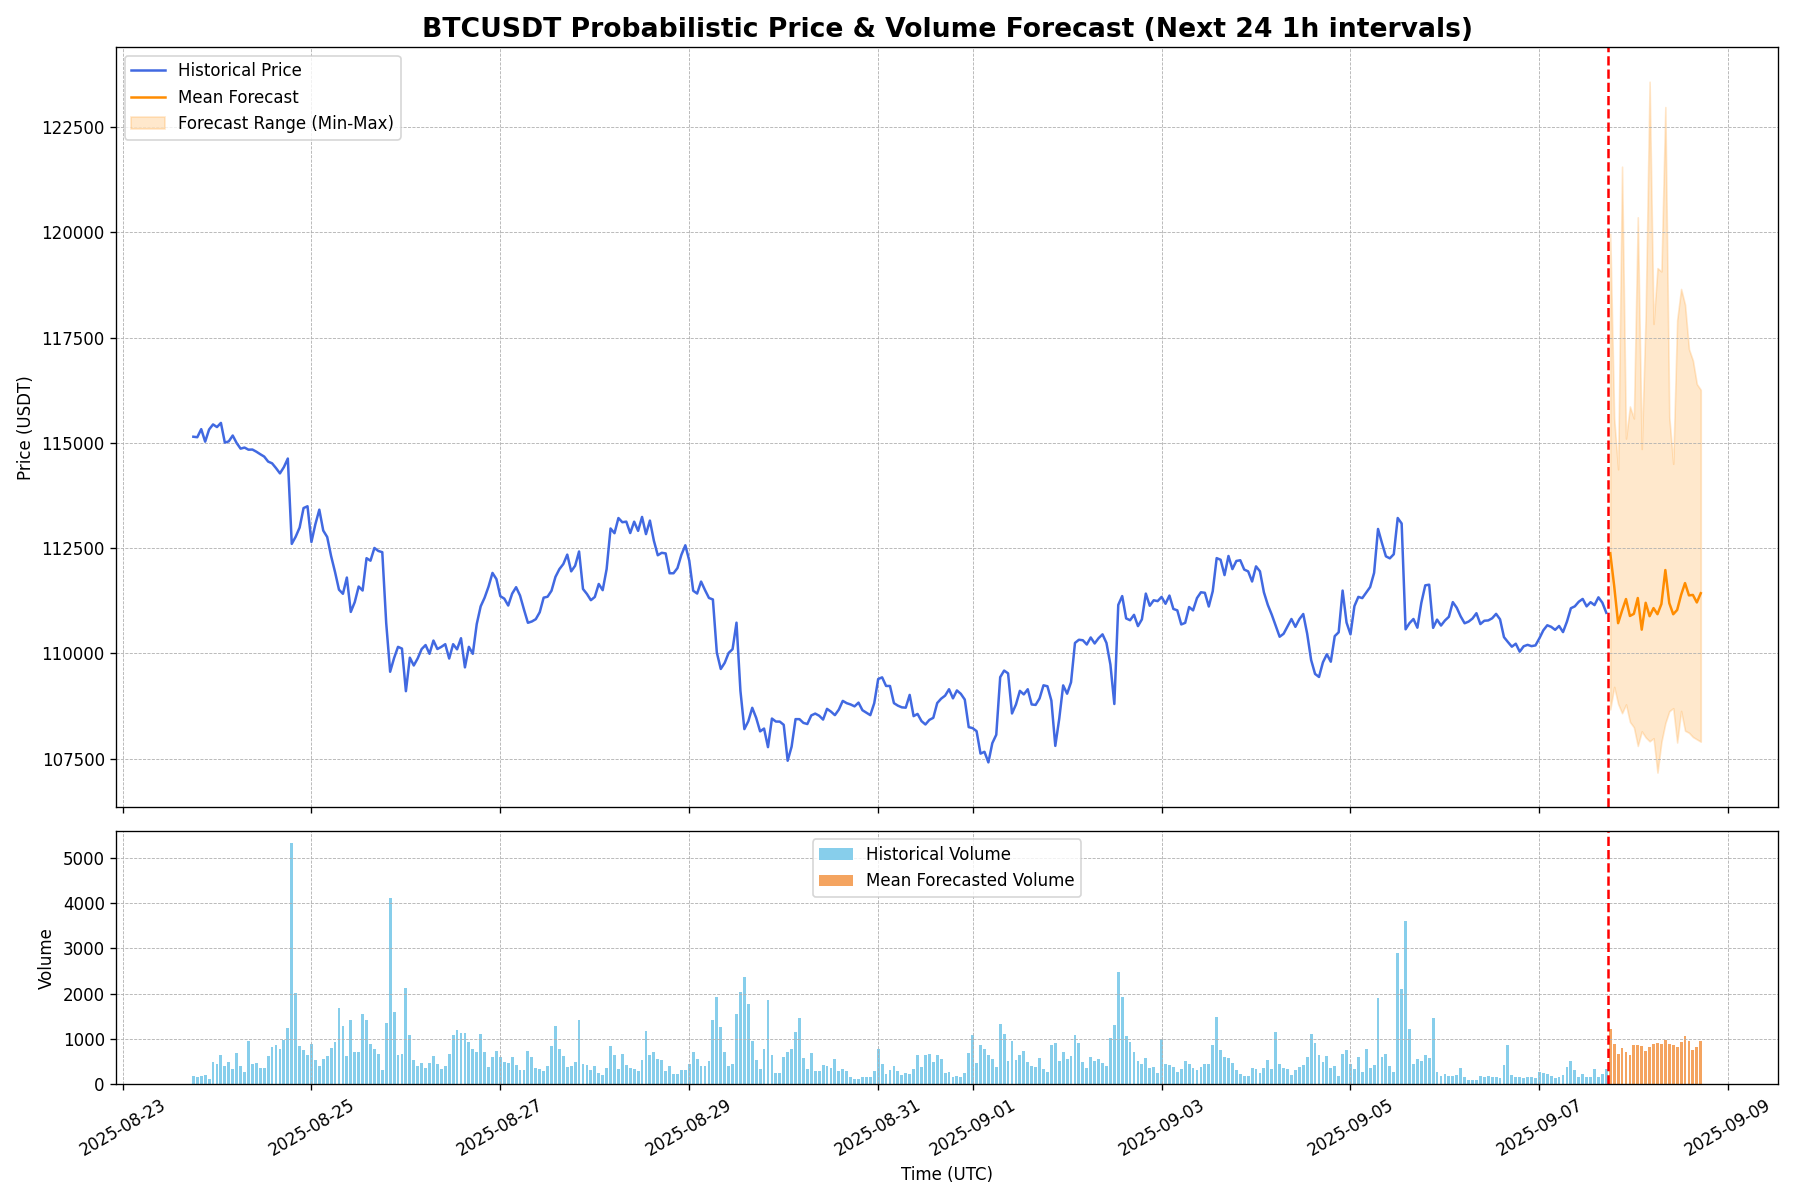 BTCUSDT Probabilistic Price & Volume Forecast (Next 24 1h intervals)
Historical Price
Mean Forecast
Forecast Range (Min-Max)
122500
120000
117500
115000
112500
110000
107500
Price (USDT)
Historical Volume
Mean Forecasted Volume
5000
4000
3000
2000
1000
0
Volume
2025-08-23
2025-08-25
2025-08-27
2025-08-29
2025-08-31
2025-09-01
2025-09-03
2025-09-05
2025-09-07
2025-09-09
Time (UTC)